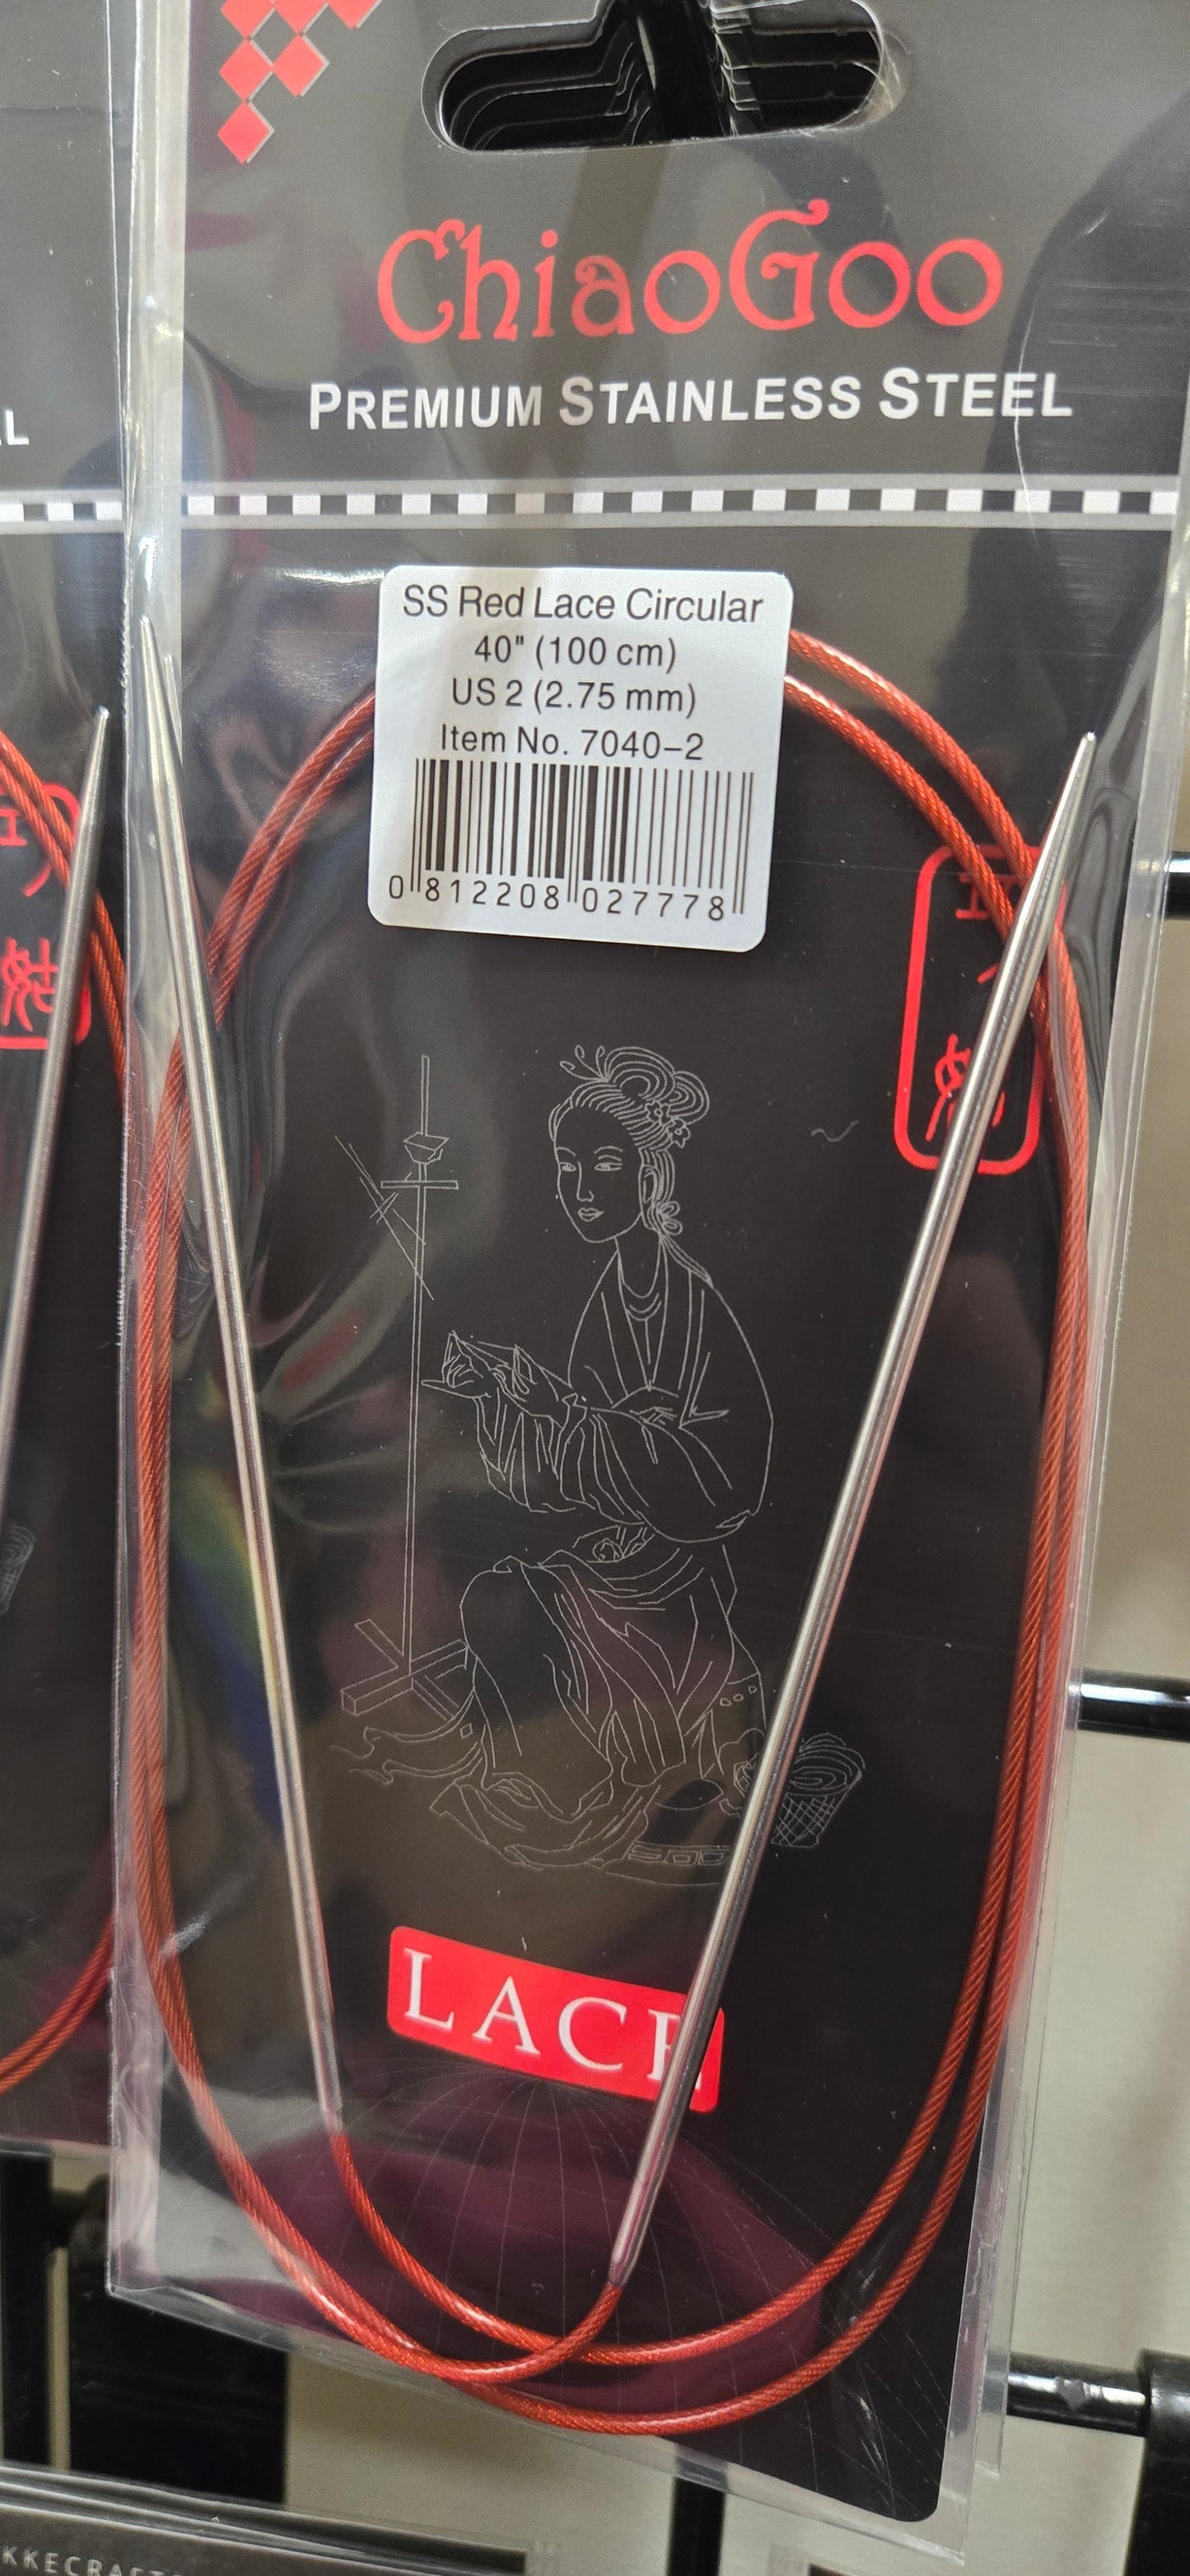 ChiaoGoo
PREMIUM STAINLESS STEEL
SS Red Lace Circular
40" (100 cm)
US 2 (2.75 mm)
Item No. 7040-2
0 812208 027778
LACE